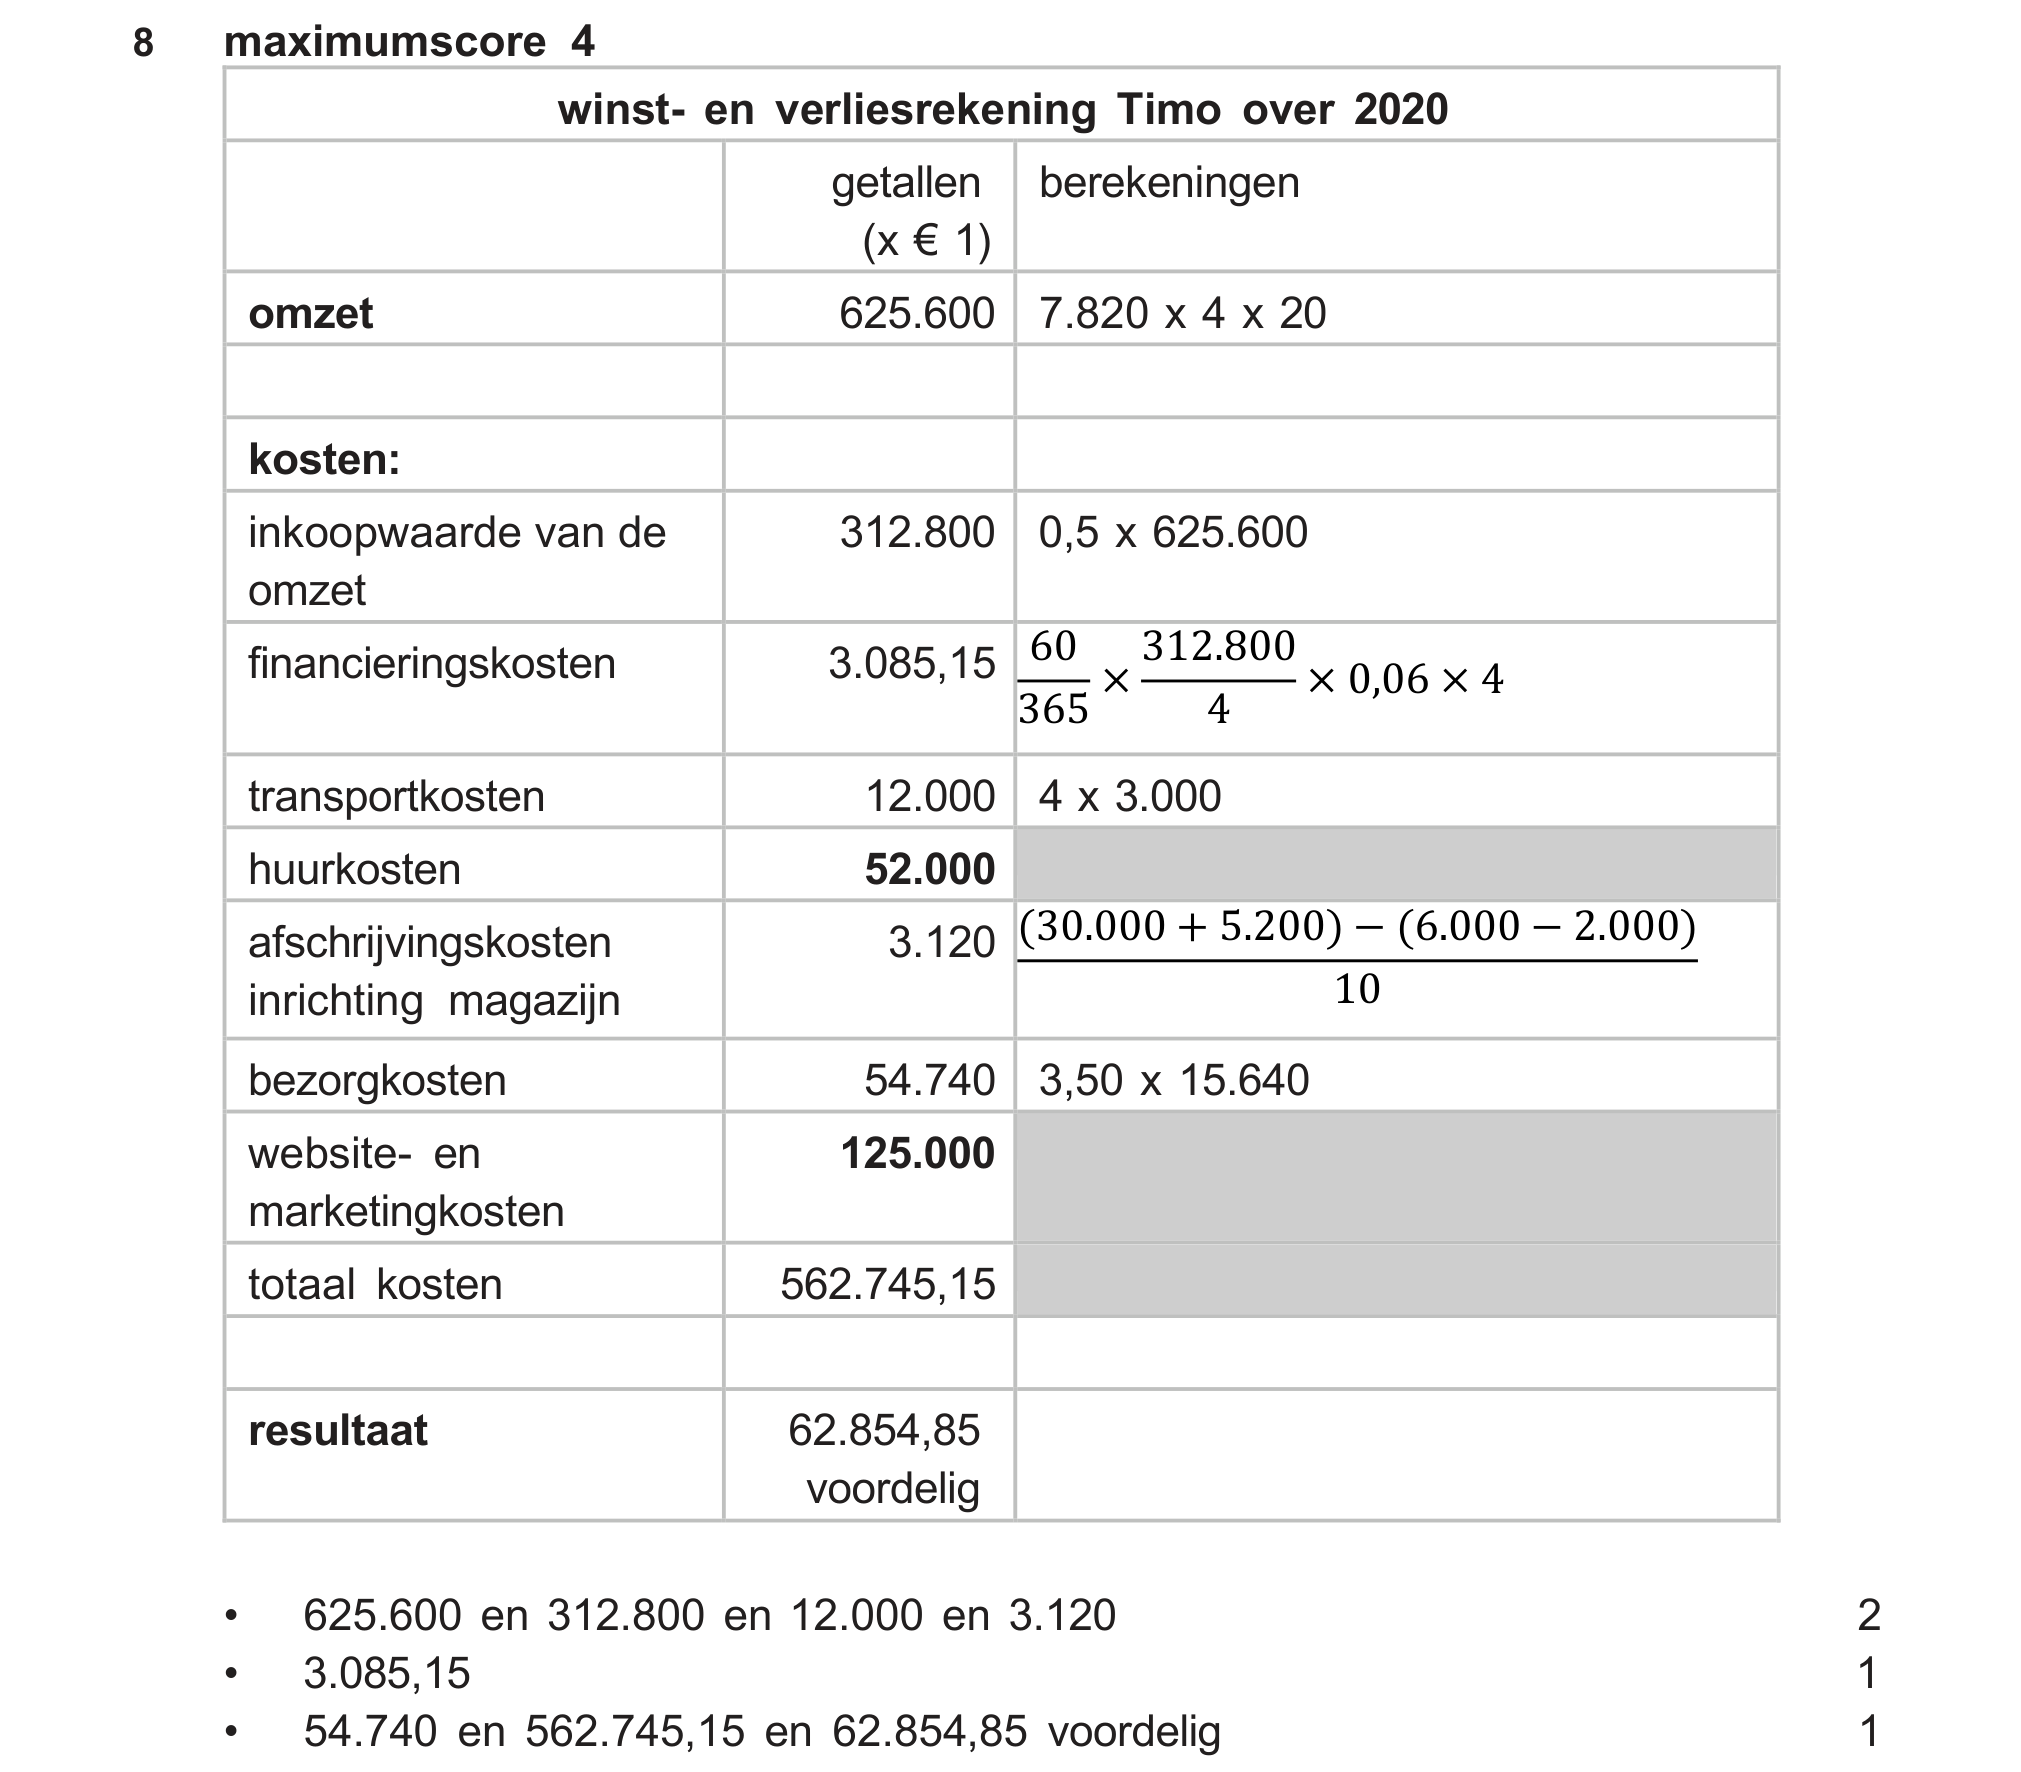 8 maximumscore 4
winst- en verliesrekening Timo over 2020
getallen (x € 1) berekeningen
omzet 625.600 7.820 x 4 x 20
kosten:
inkoopwaarde van de 312.800 0,5 x 625.600
omzet
financieringskosten 3.085,15 60/365 × 312.800/4 × 0,06 × 4
transportkosten 12.000 4 x 3.000
huurkosten 52.000
afschrijvingskosten 3.120 (30.000 + 5.200) − (6.000 − 2.000)
inrichting magazijn 10
bezorgkosten 54.740 3,50 x 15.640
website- en 125.000
marketingkosten
totaal kosten 562.745,15
resultaat 62.854,85
voordelig
• 625.600 en 312.800 en 12.000 en 3.120 2
• 3.085,15 1
• 54.740 en 562.745,15 en 62.854,85 voordelig 1